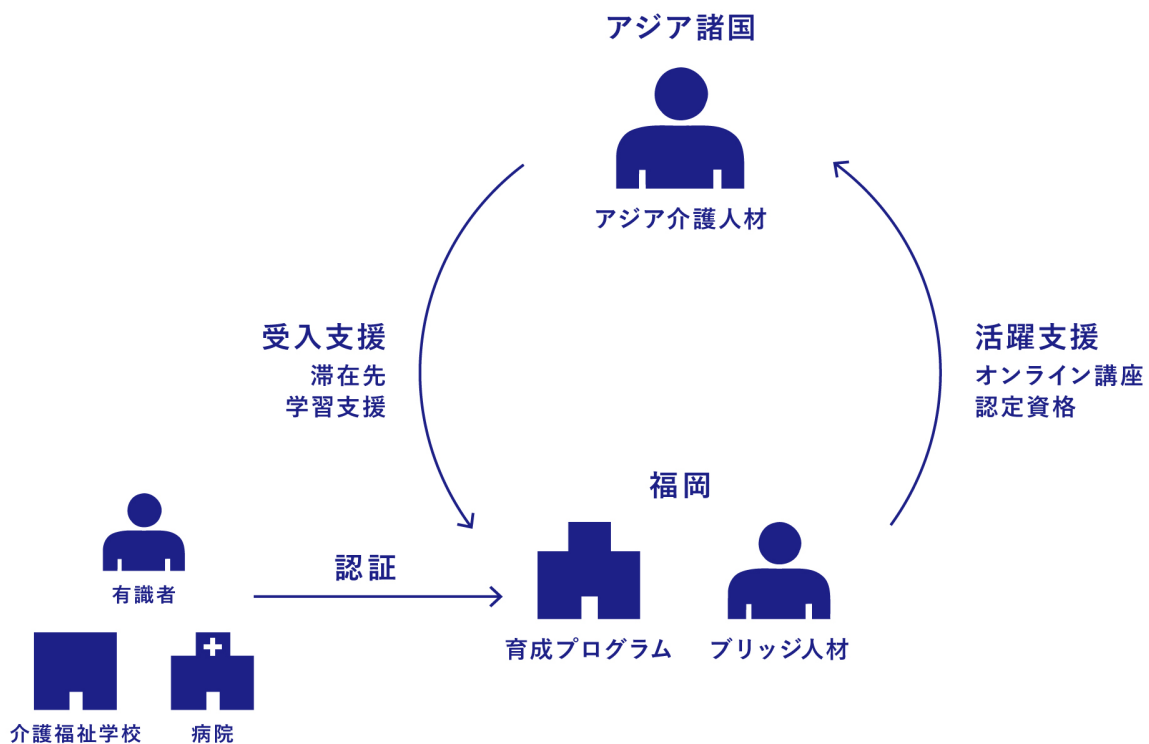 アジア諸国
アジア介護人材
受入支援
滞在先
学習支援
活躍支援
オンライン講座
認定資格
福岡
育成プログラム
ブリッジ人材
認証
有識者
介護福祉学校
病院